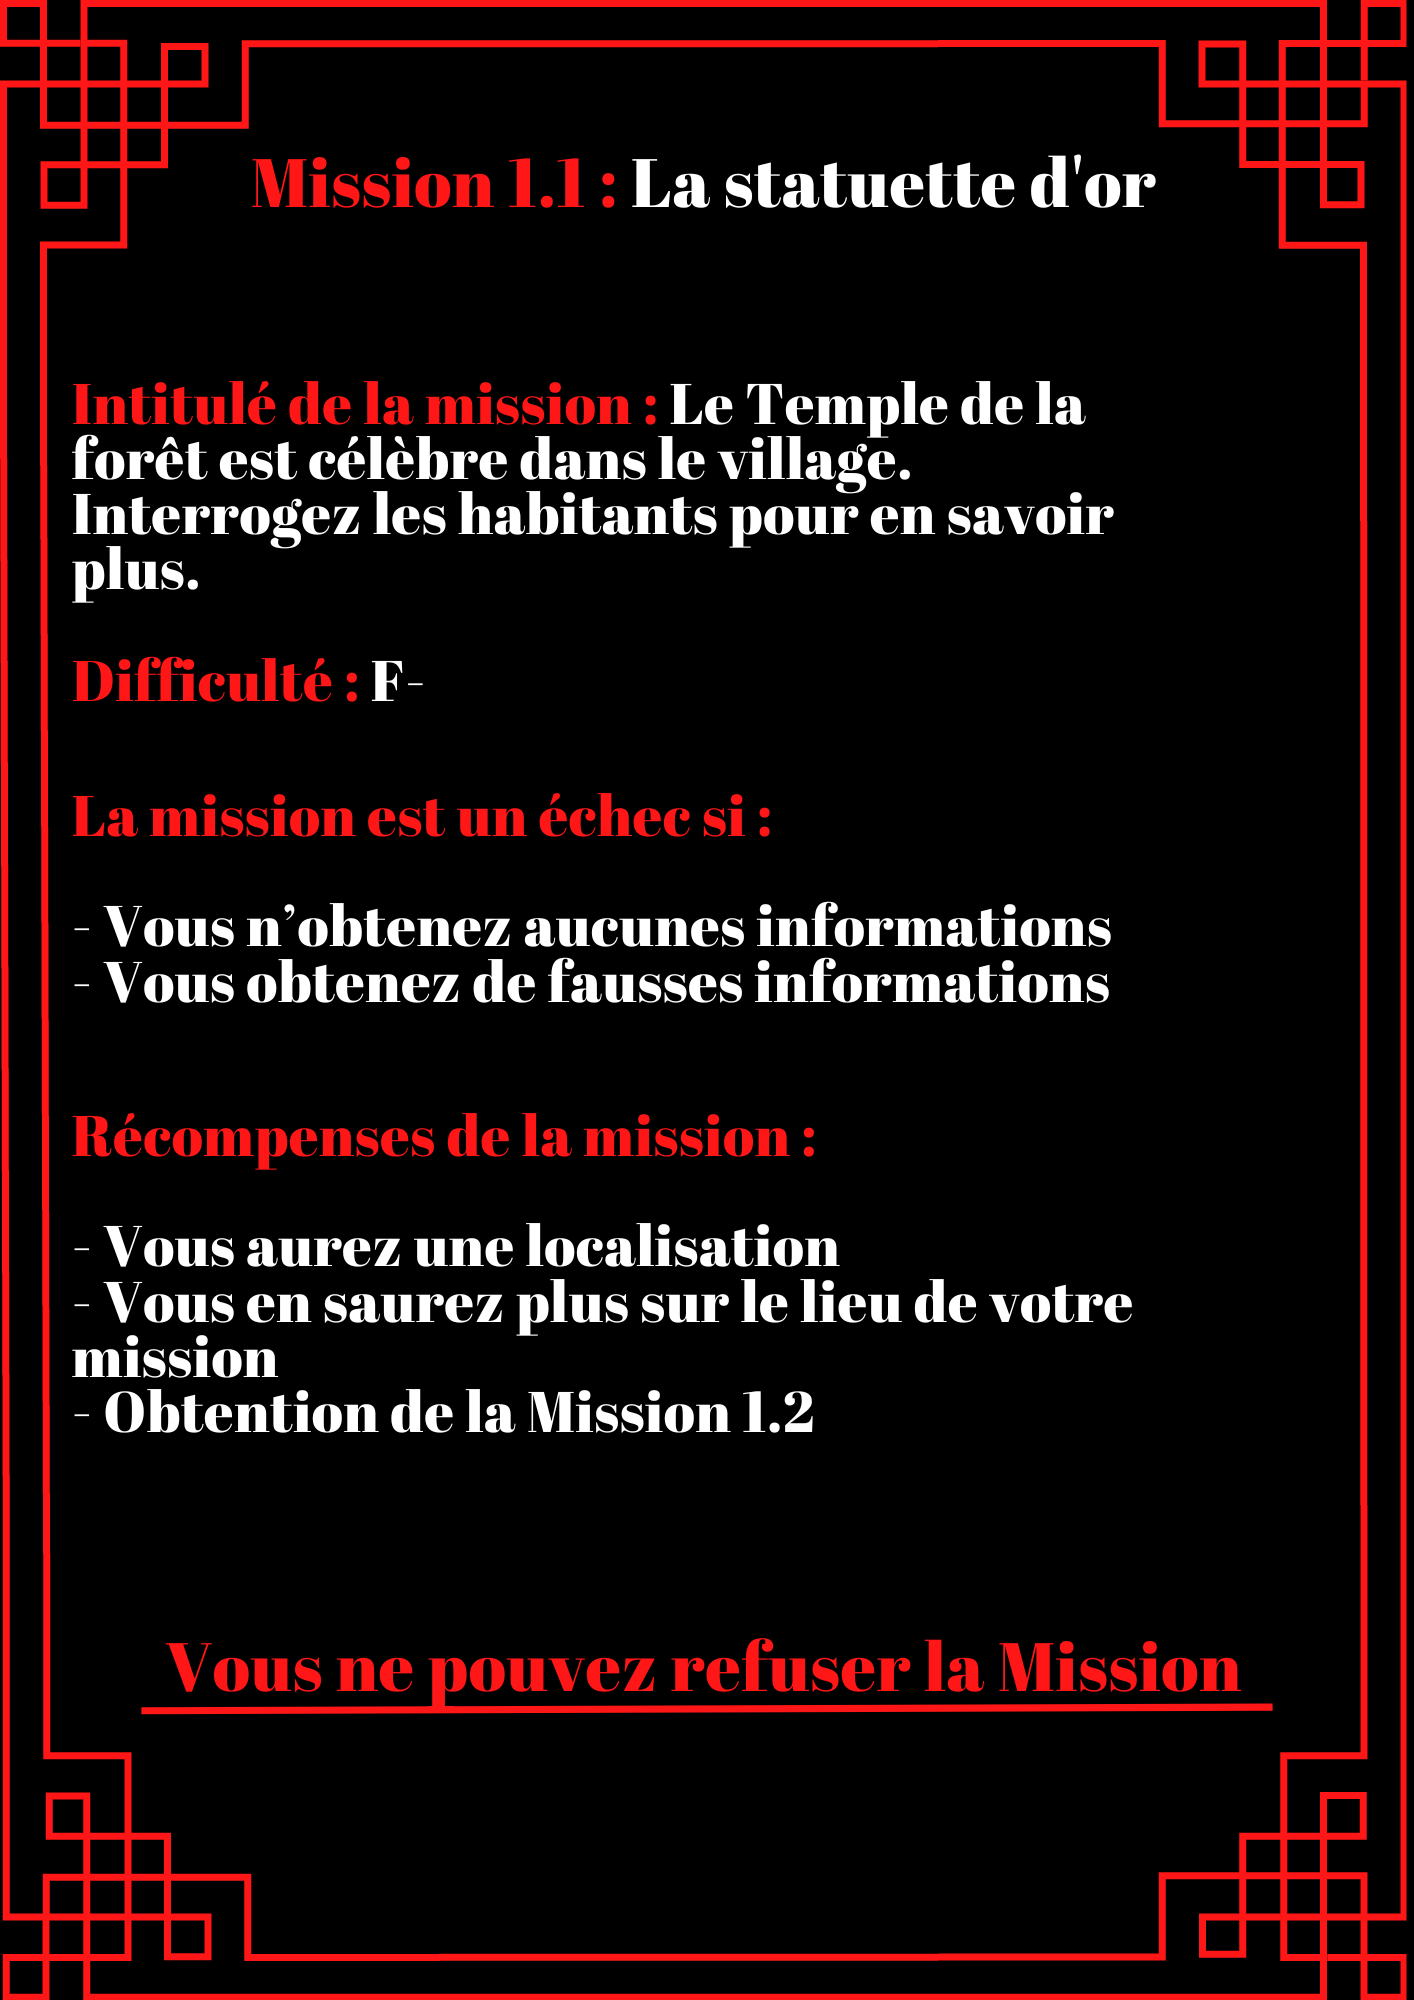 Mission 1.1 : La statuette d'or
Intitulé de la mission : Le Temple de la
forêt est célèbre dans le village.
Interrogez les habitants pour en savoir
plus.
Difficulté : F-
La mission est un échec si :
- Vous n’obtenez aucunes informations
- Vous obtenez de fausses informations
Récompenses de la mission :
- Vous aurez une localisation
- Vous en saurez plus sur le lieu de votre
mission
- Obtention de la Mission 1.2
Vous ne pouvez refuser la Mission